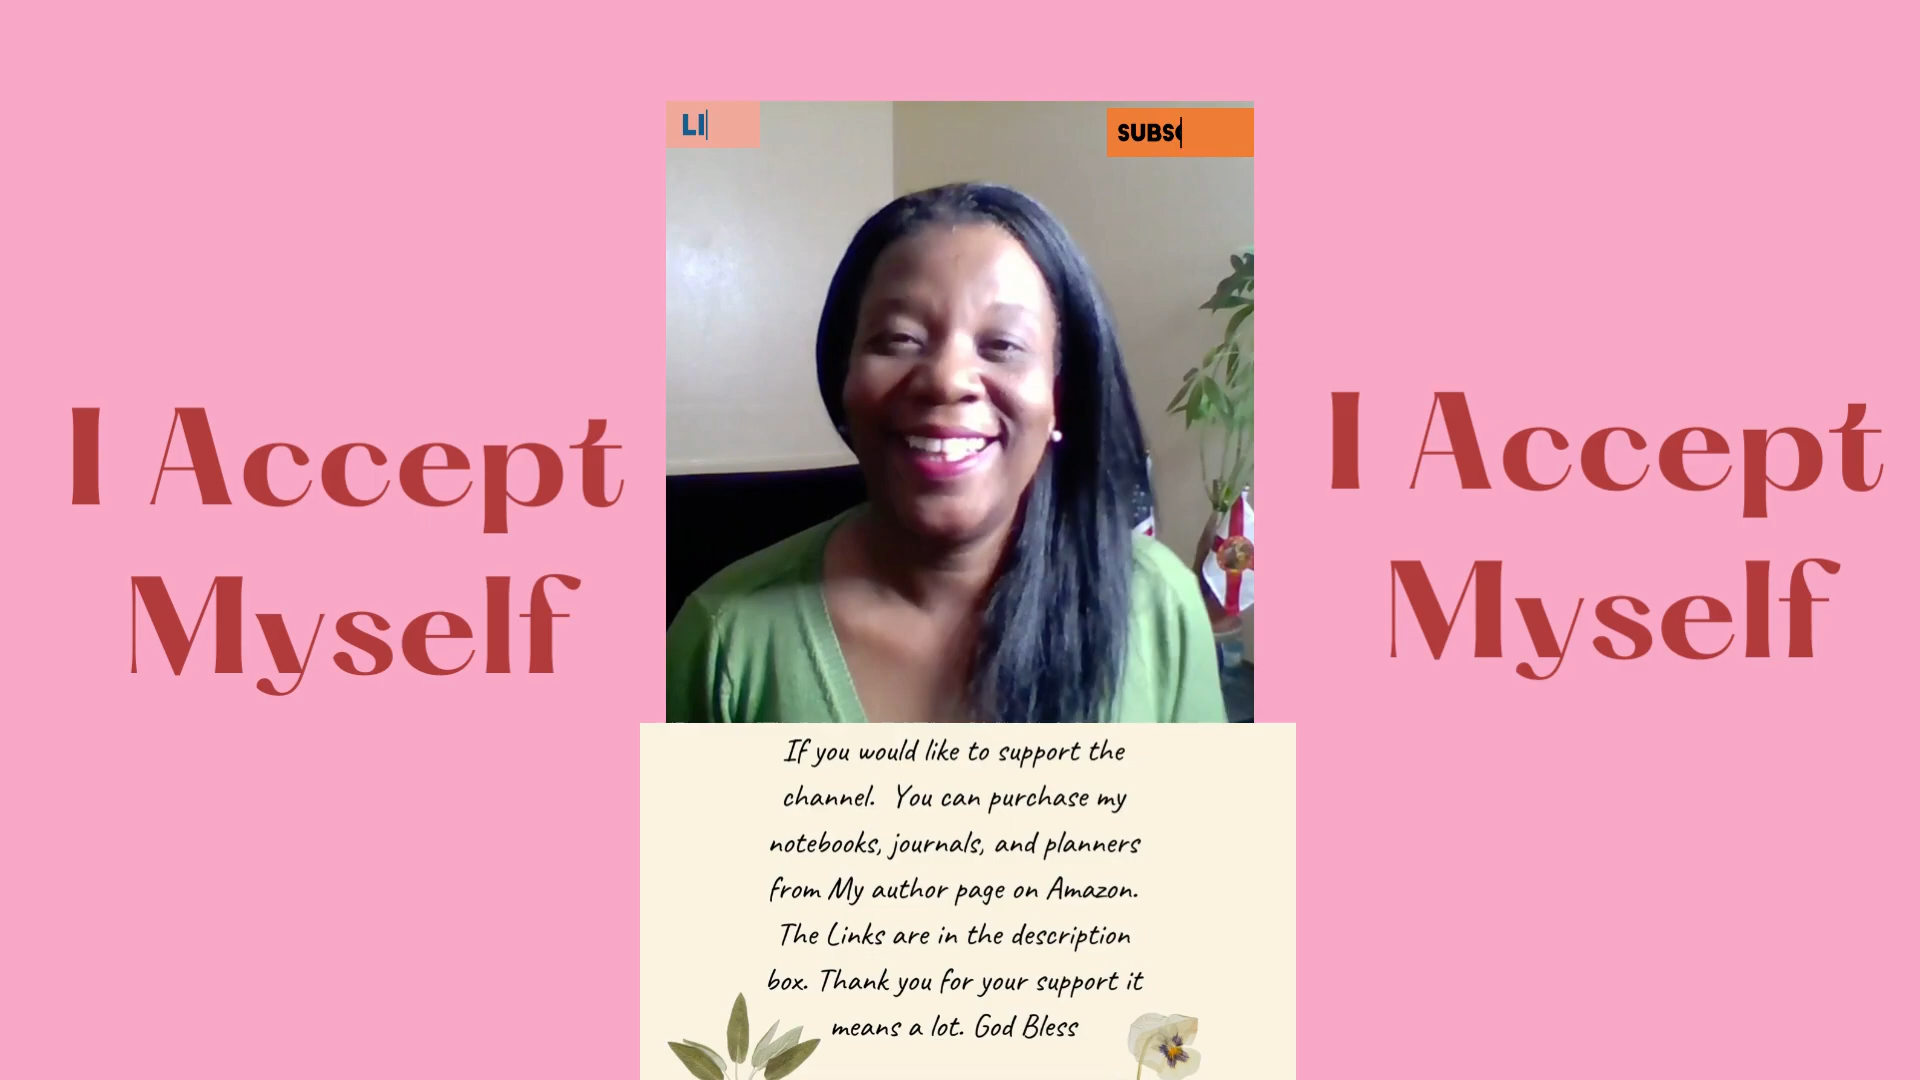 LI
SUBSC
I Accept
Myself
I Accept
Myself
If you would like to support the
channel. You can purchase my
notebooks, journals, and planners
from My author page on Amazon.
The Links are in the description
box. Thank you for your support it
means a lot. God Bless